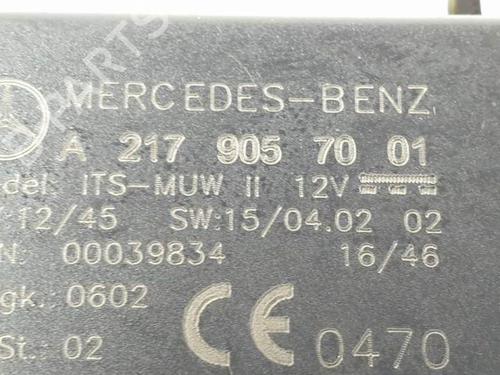 MERCEDES-BENZ
A 217 905 70 01
del: ITS-MUW II 12V
12/45 SW:15/04.02 02
N: 00039834 16/46
gk.:0602
St.: 02 CE 0470